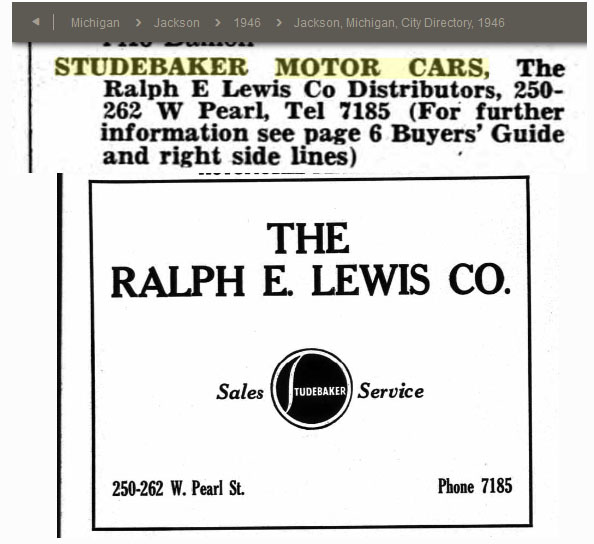 Michigan > Jackson > 1946 > Jackson, Michigan, City Directory, 1946
STUDEBAKER MOTOR CARS, The
Ralph E Lewis Co Distributors, 250-
262 W Pearl, Tel 7185 (For further
information see page 6 Buyers' Guide
and right side lines)
THE
RALPH E. LEWIS CO.
Sales STUDEBAKER Service
250-262 W. Pearl St. Phone 7185